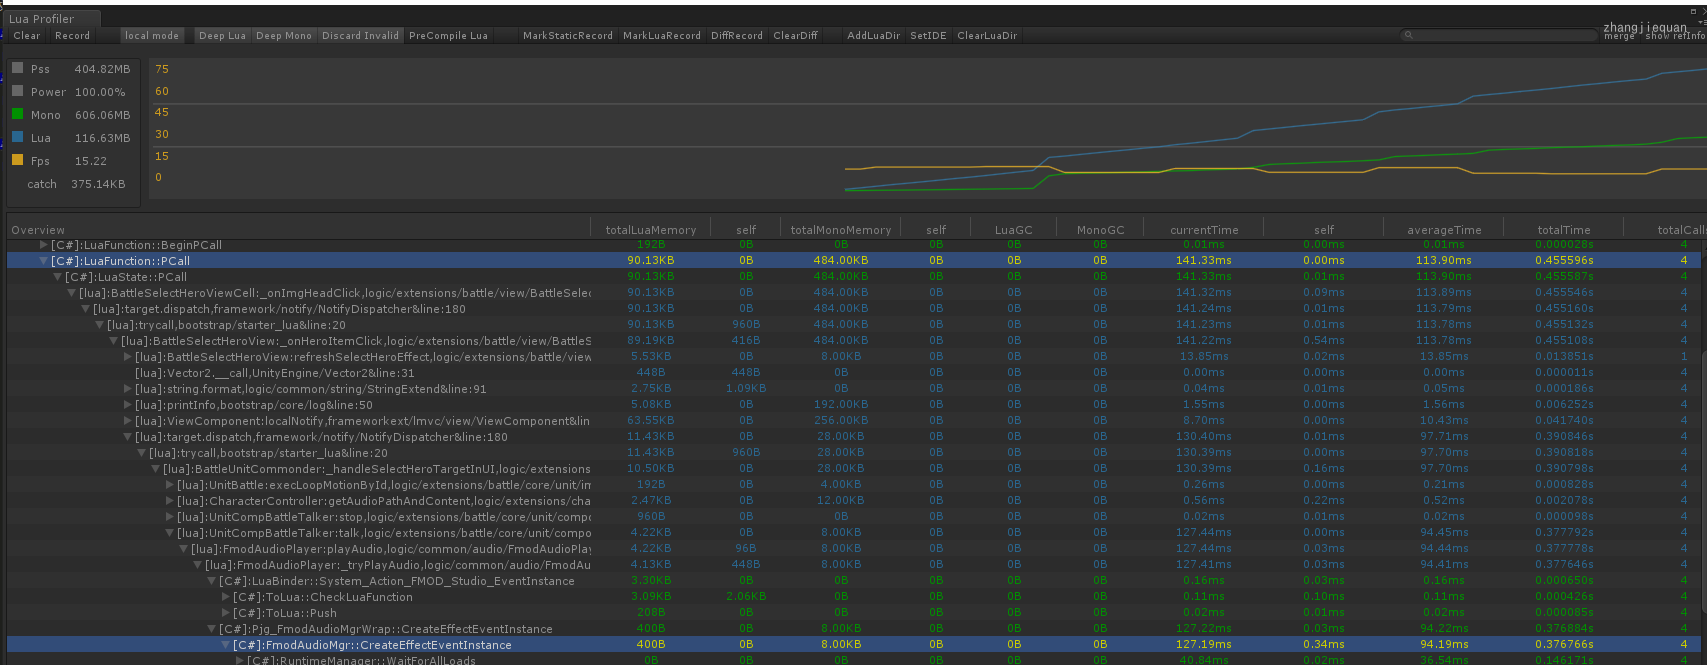 Lua Profiler
zhangjiequan
Clear Record local mode Deep Lua Deep Mono Discard Invalid PreCompile Lua MarkStaticRecord MarkLuaRecord DiffRecord ClearDiff AddLuaDir SetIDE ClearLuaDir merge show refInfo
Pss 404.82MB
Power 100.00%
Mono 606.06MB
Lua 116.63MB
Fps 15.22
catch 375.14KB
75
60
45
30
15
0
Overview totalLuaMemory self totalMonoMemory self LuaGC MonoGC currentTime self averageTime totalTime totalCall
[C#]:LuaFunction::BeginPCall 192B 0B 0B 0B 0B 0B 0.01ms 0.00ms 0.01ms 0.000028s 4
[C#]:LuaFunction::PCall 90.13KB 0B 484.00KB 0B 0B 0B 141.33ms 0.00ms 113.90ms 0.455596s 4
[C#]:LuaState::PCall 90.13KB 0B 484.00KB 0B 0B 0B 141.33ms 0.01ms 113.90ms 0.455587s 4
[lua]:BattleSelectHeroViewCell:_onImgHeadClick,logic/extensions/battle/view/BattleSelec 90.13KB 0B 484.00KB 0B 0B 0B 141.32ms 0.09ms 113.89ms 0.455546s 4
[lua]:target.dispatch,framework/notify/NotifyDispatcher&line:180 90.13KB 0B 484.00KB 0B 0B 0B 141.24ms 0.01ms 113.79ms 0.455160s 4
[lua]:trycall,bootstrap/starter_lua&line:20 90.13KB 960B 484.00KB 0B 0B 0B 141.23ms 0.01ms 113.78ms 0.455132s 4
[lua]:BattleSelectHeroView:_onHeroItemClick,logic/extensions/battle/view/BattleS 89.19KB 416B 484.00KB 0B 0B 0B 141.22ms 0.54ms 113.78ms 0.455108s 4
[lua]:BattleSelectHeroView:refreshSelectHeroEffect,logic/extensions/battle/view 5.53KB 0B 8.00KB 0B 0B 0B 13.85ms 0.02ms 13.85ms 0.013851s 1
[lua]:Vector2.__call,UnityEngine/Vector2&line:31 448B 448B 0B 0B 0B 0B 0.00ms 0.00ms 0.00ms 0.000011s 4
[lua]:string.format,logic/common/string/StringExtend&line:91 2.75KB 1.09KB 0B 0B 0B 0B 0.04ms 0.01ms 0.05ms 0.000186s 4
[lua]:printInfo,bootstrap/core/log&line:50 5.08KB 0B 192.00KB 0B 0B 0B 1.55ms 0.00ms 1.56ms 0.006252s 4
[lua]:ViewComponent:localNotify,frameworkext/lmvc/view/ViewComponent&lin 63.55KB 0B 256.00KB 0B 0B 0B 8.70ms 0.00ms 10.43ms 0.041740s 4
[lua]:target.dispatch,framework/notify/NotifyDispatcher&line:180 11.43KB 0B 28.00KB 0B 0B 0B 130.40ms 0.01ms 97.71ms 0.390846s 4
[lua]:trycall,bootstrap/starter_lua&line:20 11.43KB 960B 28.00KB 0B 0B 0B 130.39ms 0.00ms 97.70ms 0.390818s 4
[lua]:BattleUnitCommonder:_handleSelectHeroTargetInUI,logic/extensions 10.50KB 0B 28.00KB 0B 0B 0B 130.39ms 0.16ms 97.70ms 0.390798s 4
[lua]:UnitBattle:execLoopMotionById,logic/extensions/battle/core/unit/in 192B 0B 4.00KB 0B 0B 0B 0.26ms 0.00ms 0.21ms 0.000828s 4
[lua]:CharacterController:getAudioPathAndContent,logic/extensions/cha 2.47KB 0B 12.00KB 0B 0B 0B 0.56ms 0.22ms 0.52ms 0.002078s 4
[lua]:UnitCompBattleTalker:stop,logic/extensions/battle/core/unit/compo 960B 0B 0B 0B 0B 0B 0.02ms 0.01ms 0.02ms 0.000098s 4
[lua]:UnitCompBattleTalker:talk,logic/extensions/battle/core/unit/compo 4.22KB 0B 8.00KB 0B 0B 0B 127.44ms 0.00ms 94.45ms 0.377792s 4
[lua]:FmodAudioPlayer:playAudio,logic/common/audio/FmodAudioPlay 4.22KB 96B 8.00KB 0B 0B 0B 127.44ms 0.03ms 94.44ms 0.377778s 4
[lua]:FmodAudioPlayer:_tryPlayAudio,logic/common/audio/FmodAu 4.13KB 448B 8.00KB 0B 0B 0B 127.41ms 0.03ms 94.41ms 0.377646s 4
[C#]:LuaBinder::System_Action_FMOD_Studio_EventInstance 3.30KB 0B 0B 0B 0B 0B 0.16ms 0.03ms 0.16ms 0.000650s 4
[C#]:ToLua::CheckLuaFunction 3.09KB 2.06KB 0B 0B 0B 0B 0.11ms 0.10ms 0.11ms 0.000426s 4
[C#]:ToLua::Push 208B 0B 0B 0B 0B 0B 0.02ms 0.01ms 0.02ms 0.000085s 4
[C#]:Pjg_FmodAudioMgrWrap::CreateEffectEventInstance 400B 0B 8.00KB 0B 0B 0B 127.22ms 0.03ms 94.22ms 0.376884s 4
[C#]:FmodAudioMgr::CreateEffectEventInstance 400B 0B 8.00KB 0B 0B 0B 127.19ms 0.34ms 94.19ms 0.376766s 4
[C#]:RuntimeManager::WaitForAllLoads 0B 0B 0B 0B 0B 0B 40.84ms 0.02ms 36.54ms 0.146171s 4